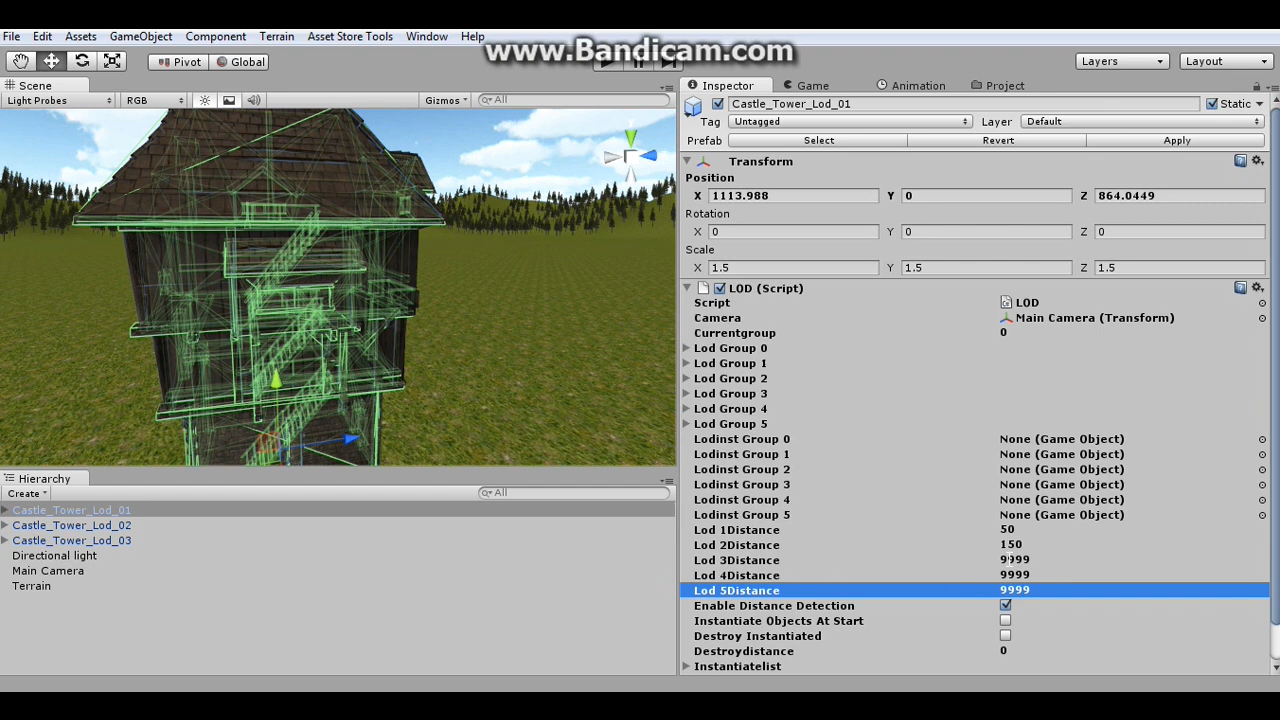 www.Bandicam.com
File Edit Assets GameObject Component Terrain Asset Store Tools Window Help
Pivot Global Layers Layout
Scene
Light Probes RGB Gizmos All
Hierarchy
Create All
Castle_Tower_Lod_01
Castle_Tower_Lod_02
Castle_Tower_Lod_03
Directional light
Main Camera
Terrain
Inspector Game Animation Project
Castle_Tower_Lod_01 Static
Tag Untagged Layer Default
Prefab Select Revert Apply
Transform
Position
X 1113.988 Y 0 Z 864.0449
Rotation
X 0 Y 0 Z 0
Scale
X 1.5 Y 1.5 Z 1.5
LOD (Script)
Script LOD
Camera Main Camera (Transform)
Currentgroup 0
Lod Group 0
Lod Group 1
Lod Group 2
Lod Group 3
Lod Group 4
Lod Group 5
Lodinst Group 0 None (Game Object)
Lodinst Group 1 None (Game Object)
Lodinst Group 2 None (Game Object)
Lodinst Group 3 None (Game Object)
Lodinst Group 4 None (Game Object)
Lodinst Group 5 None (Game Object)
Lod 1Distance 50
Lod 2Distance 150
Lod 3Distance 9999
Lod 4Distance 9999
Lod 5Distance 9999
Enable Distance Detection
Instantiate Objects At Start
Destroy Instantiated
Destroydistance 0
Instantiatelist